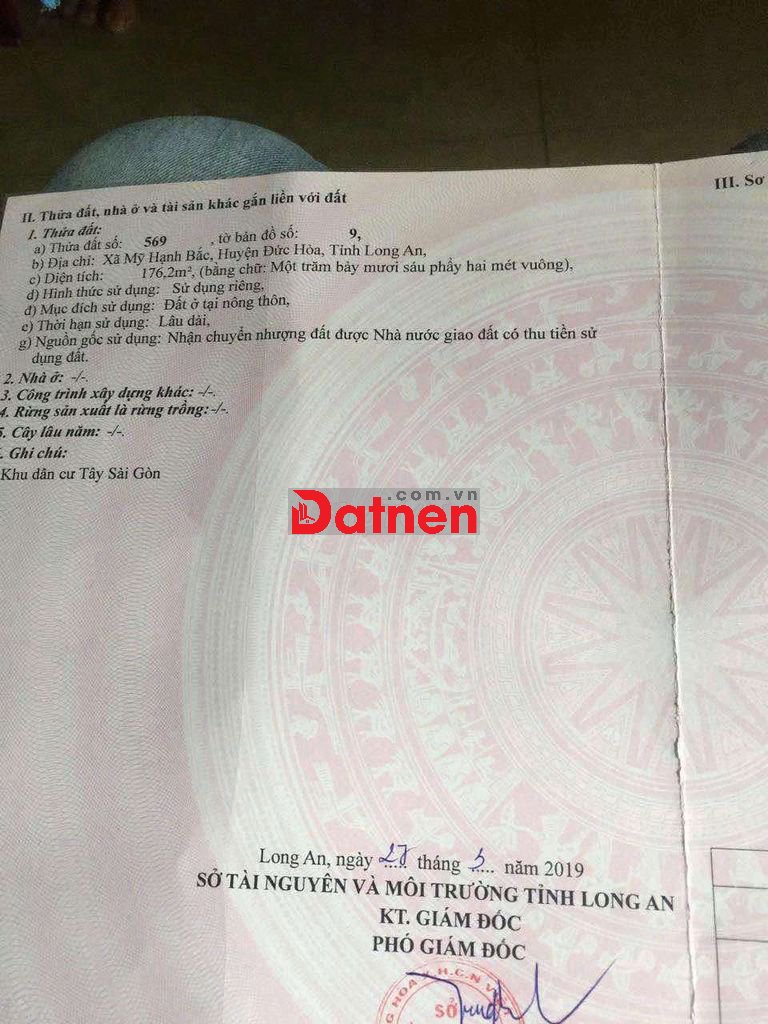 II. Thửa đất, nhà ở và tài sản khác gắn liền với đất
III. Sơ
1. Thửa đất:
a) Thửa đất số: 569 , tờ bản đồ số: 9,
b) Địa chỉ: Xã Mỹ Hạnh Bắc, Huyện Đức Hòa, Tỉnh Long An,
c) Diện tích: 176,2m², (bằng chữ: Một trăm bảy mươi sáu phẩy hai mét vuông),
d) Hình thức sử dụng: Sử dụng riêng,
đ) Mục đích sử dụng: Đất ở tại nông thôn,
e) Thời hạn sử dụng: Lâu dài,
g) Nguồn gốc sử dụng: Nhận chuyển nhượng đất được Nhà nước giao đất có thu tiền sử
dụng đất.
2. Nhà ở: -/-.
3. Công trình xây dựng khác: -/-.
4. Rừng sản xuất là rừng trồng: -/-.
5. Cây lâu năm: -/-.
. Ghi chú:
Khu dân cư Tây Sài Gòn
.com.vn
Datnen
Long An, ngày 27 tháng 5 năm 2019
SỞ TÀI NGUYÊN VÀ MÔI TRƯỜNG TỈNH LONG AN
KT. GIÁM ĐỐC
PHÓ GIÁM ĐỐC
HÒA X.H.C.N VI
SỞ